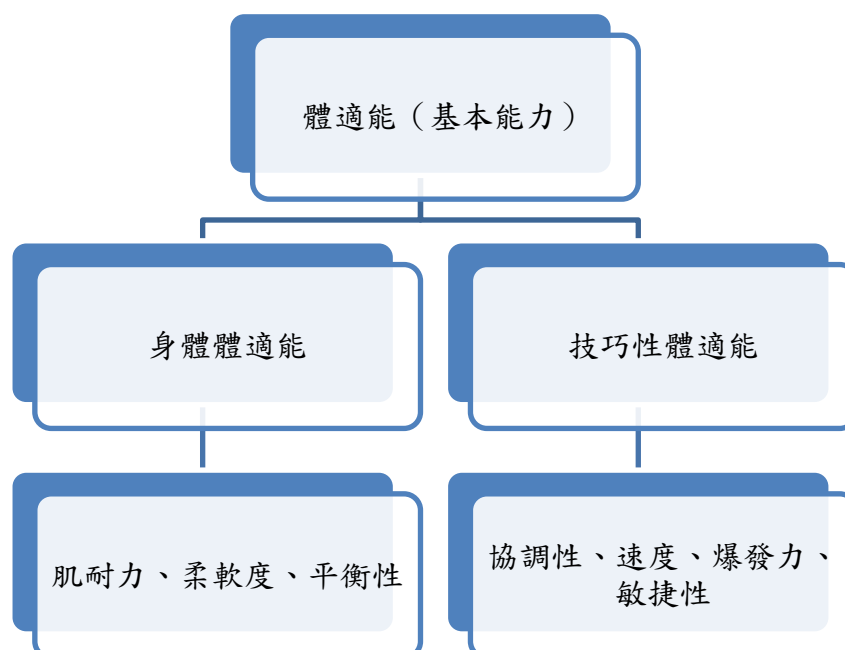 體適能（基本能力）
身體體適能
技巧性體適能
肌耐力、柔軟度、平衡性
協調性、速度、爆發力、
敏捷性